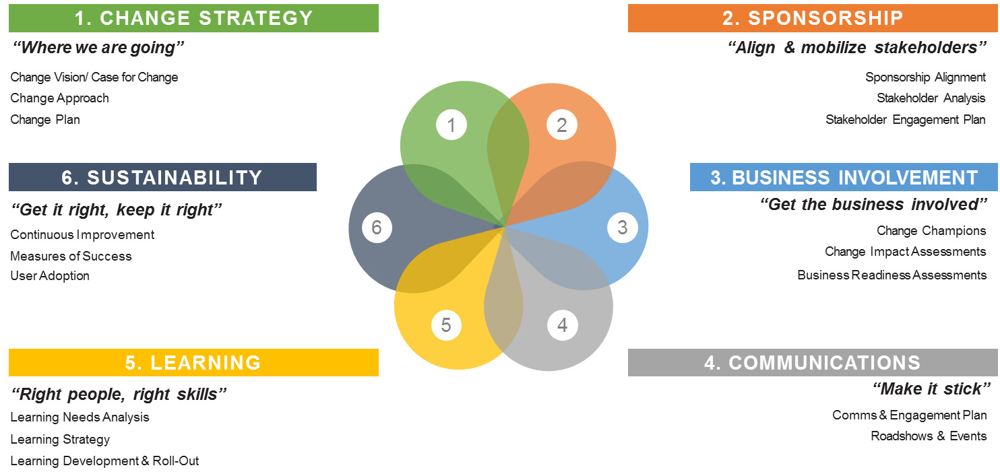 1. CHANGE STRATEGY
“Where we are going”
Change Vision/ Case for Change
Change Approach
Change Plan
2. SPONSORSHIP
“Align & mobilize stakeholders”
Sponsorship Alignment
Stakeholder Analysis
Stakeholder Engagement Plan
1
2
6. SUSTAINABILITY
“Get it right, keep it right”
Continuous Improvement
Measures of Success
User Adoption
6
3
3. BUSINESS INVOLVEMENT
“Get the business involved”
Change Champions
Change Impact Assessments
Business Readiness Assessments
5
4
5. LEARNING
“Right people, right skills”
Learning Needs Analysis
Learning Strategy
Learning Development & Roll-Out
4. COMMUNICATIONS
“Make it stick”
Comms & Engagement Plan
Roadshows & Events